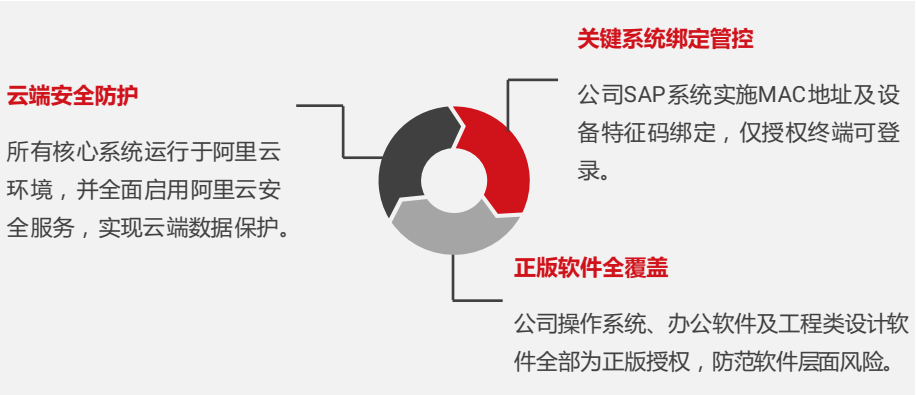 关键系统绑定管控
公司SAP系统实施MAC地址及设
备特征码绑定，仅授权终端可登
录。
云端安全防护
所有核心系统运行于阿里云
环境，并全面启用阿里云安
全服务，实现云端数据保护。
正版软件全覆盖
公司操作系统、办公软件及工程类设计软
件全部为正版授权，防范软件层面风险。